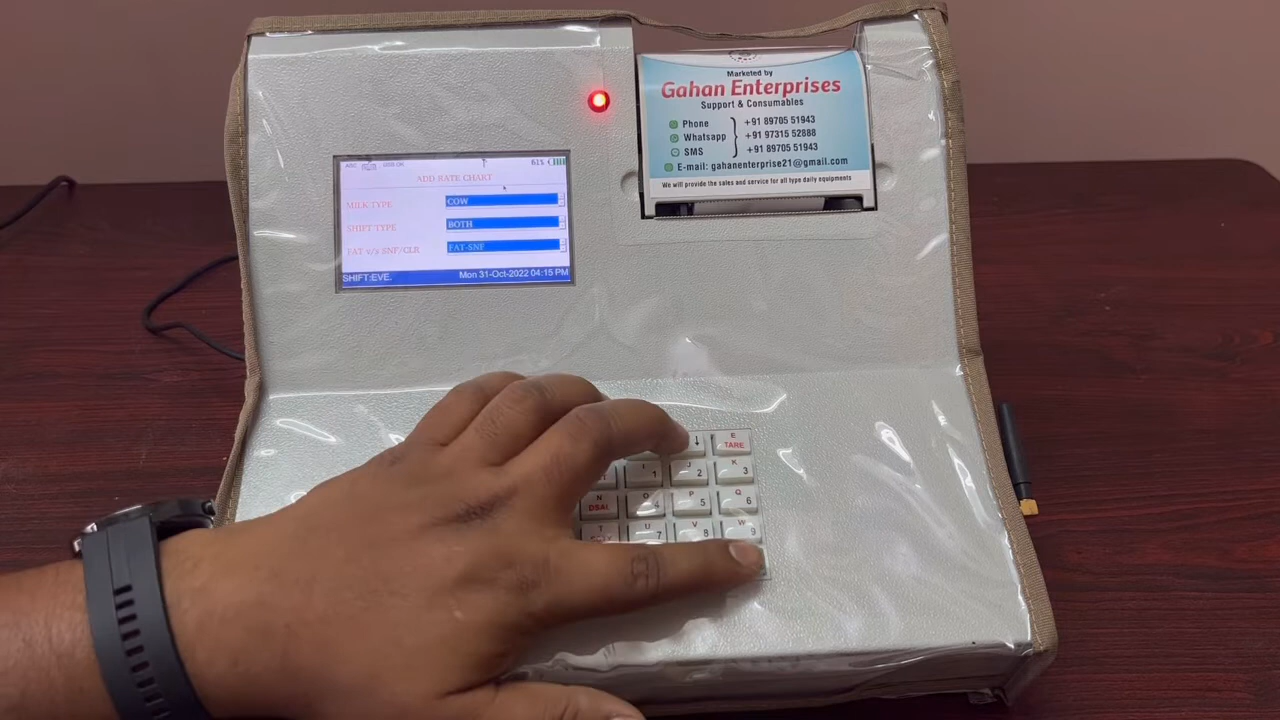 61%
ADD RATE CHART
MILK TYPE COW
SHIFT TYPE BOTH
FAT v/s SNF/CLR FAT-SNF
SHIFT:EVE. Mon 31-Oct-2022 04:15 PM
Marketed by
Gahan Enterprises
Support & Consumables
Phone +91 89705 51943
Whatsapp +91 97315 52888
SMS +91 89705 51943
E-mail: gahanenterprise21@gmail.com
We will provide the sales and service for all type daily equipments
↓ E TARE
I 1 J 2 K 3
N P 5 Q 6
U 7 V 8 W 9